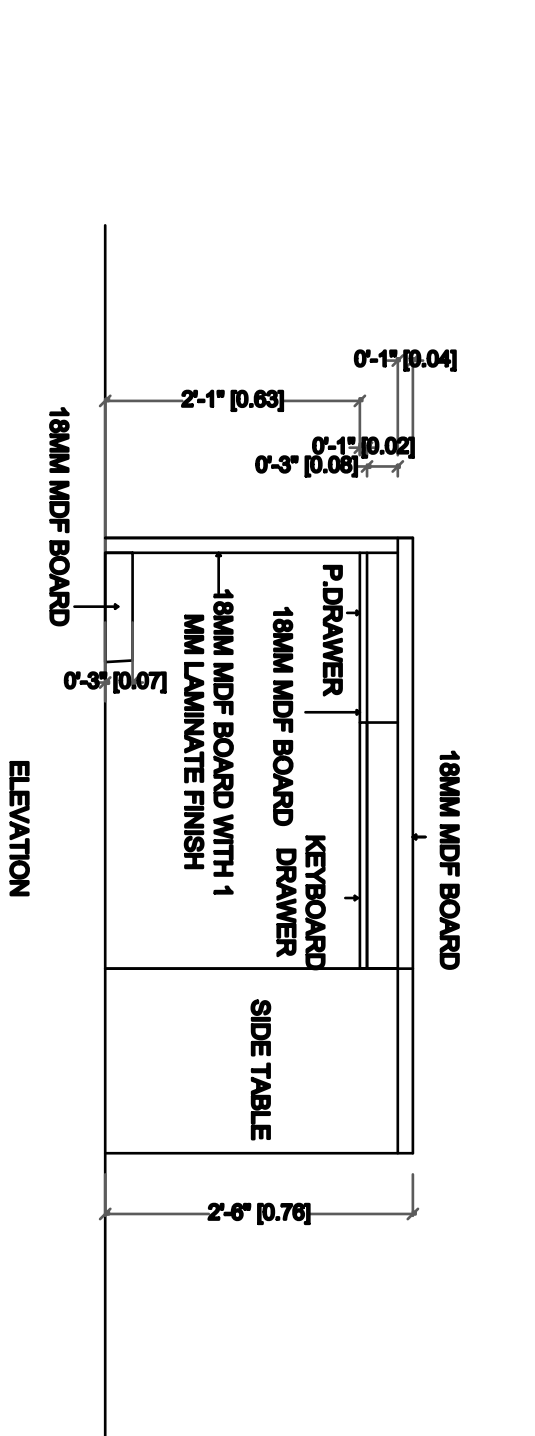 0'-1" [0.04]
2'-1" [0.63]
0'-1" [0.02]
0'-3" [0.08]
18MM MDF BOARD
P.DRAWER
18MM MDF BOARD
18MM MDF BOARD WITH 1
MM LAMINATE FINISH
0'-3" [0.07]
KEYBOARD
DRAWER
18MM MDF BOARD
SIDE TABLE
2'-6" [0.76]
ELEVATION